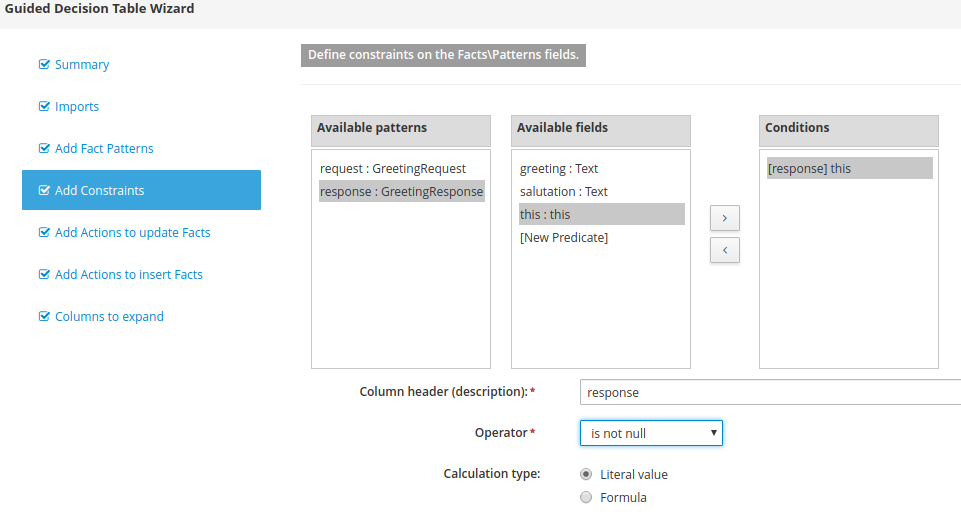 Guided Decision Table Wizard
Summary
Imports
Add Fact Patterns
Add Constraints
Add Actions to update Facts
Add Actions to insert Facts
Columns to expand
Define constraints on the Facts\Patterns fields.
Available patterns
request : GreetingRequest
response : GreetingResponse
Available fields
greeting : Text
salutation : Text
this : this
[New Predicate]
>
<
Conditions
[response] this
Column header (description):* response
Operator* is not null
Calculation type: Literal value
Formula